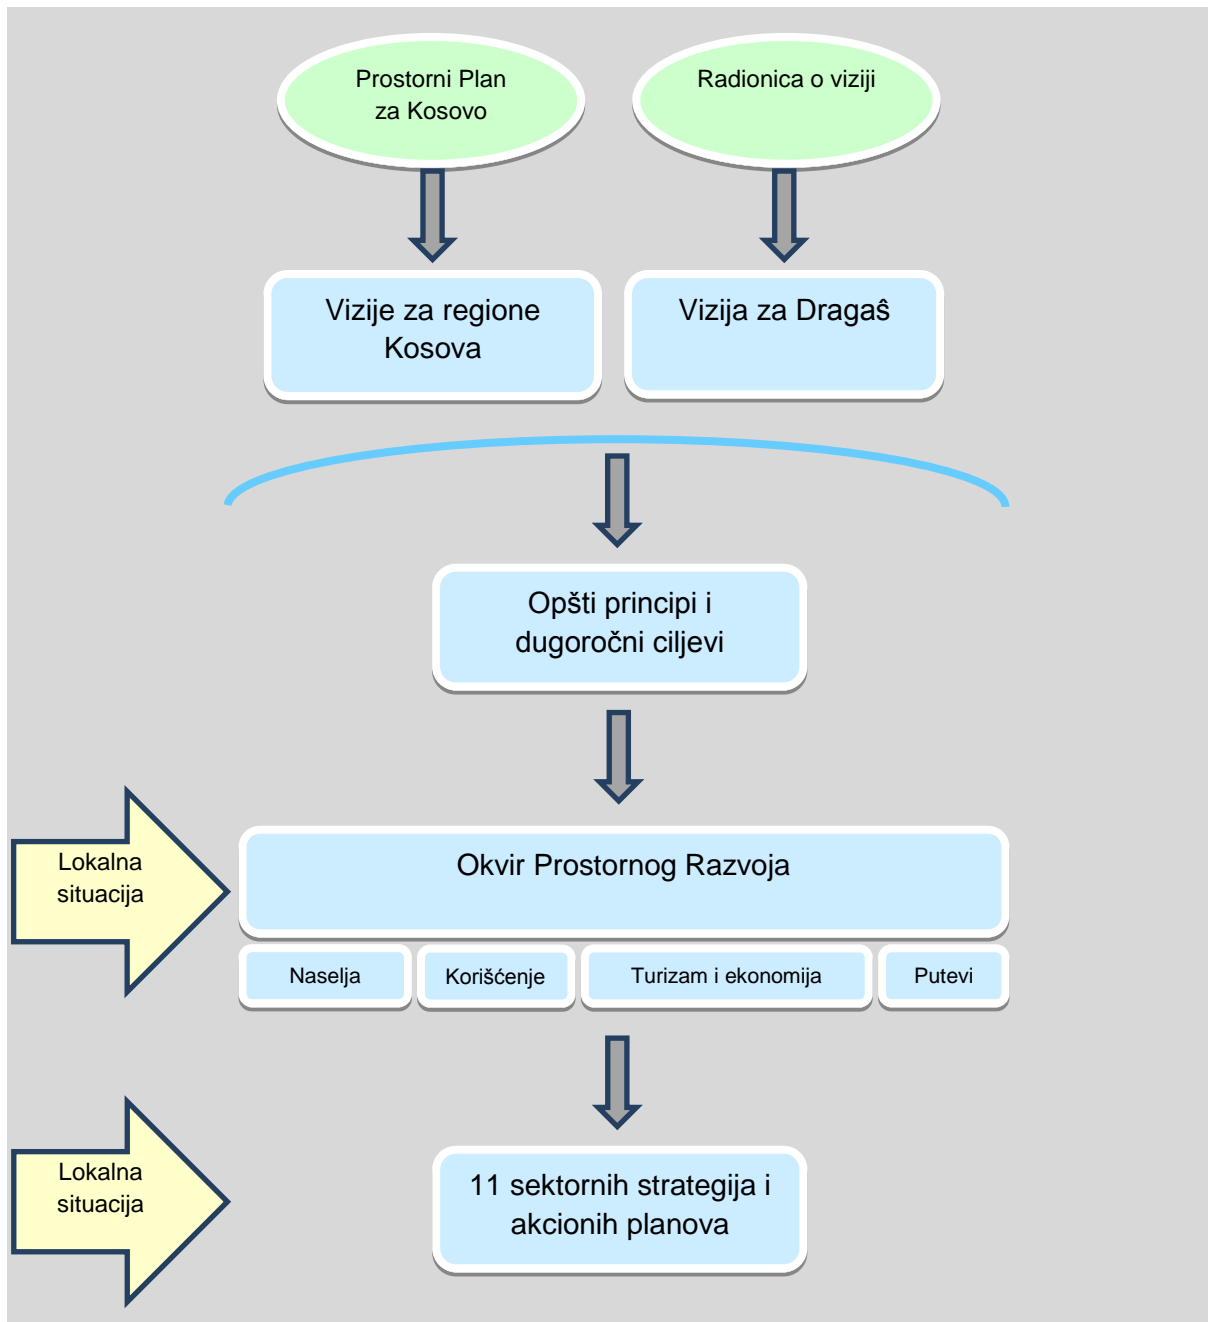 Prostorni Plan
za Kosovo
Radionica o viziji
Vizije za regione
Kosova
Vizija za Dragaŝ
Opšti principi i
dugoročni ciljevi
Lokalna
situacija
Okvir Prostornog Razvoja
Naselja
Korišćenje
Turizam i ekonomija
Putevi
Lokalna
situacija
11 sektornih strategija i
akcionih planova